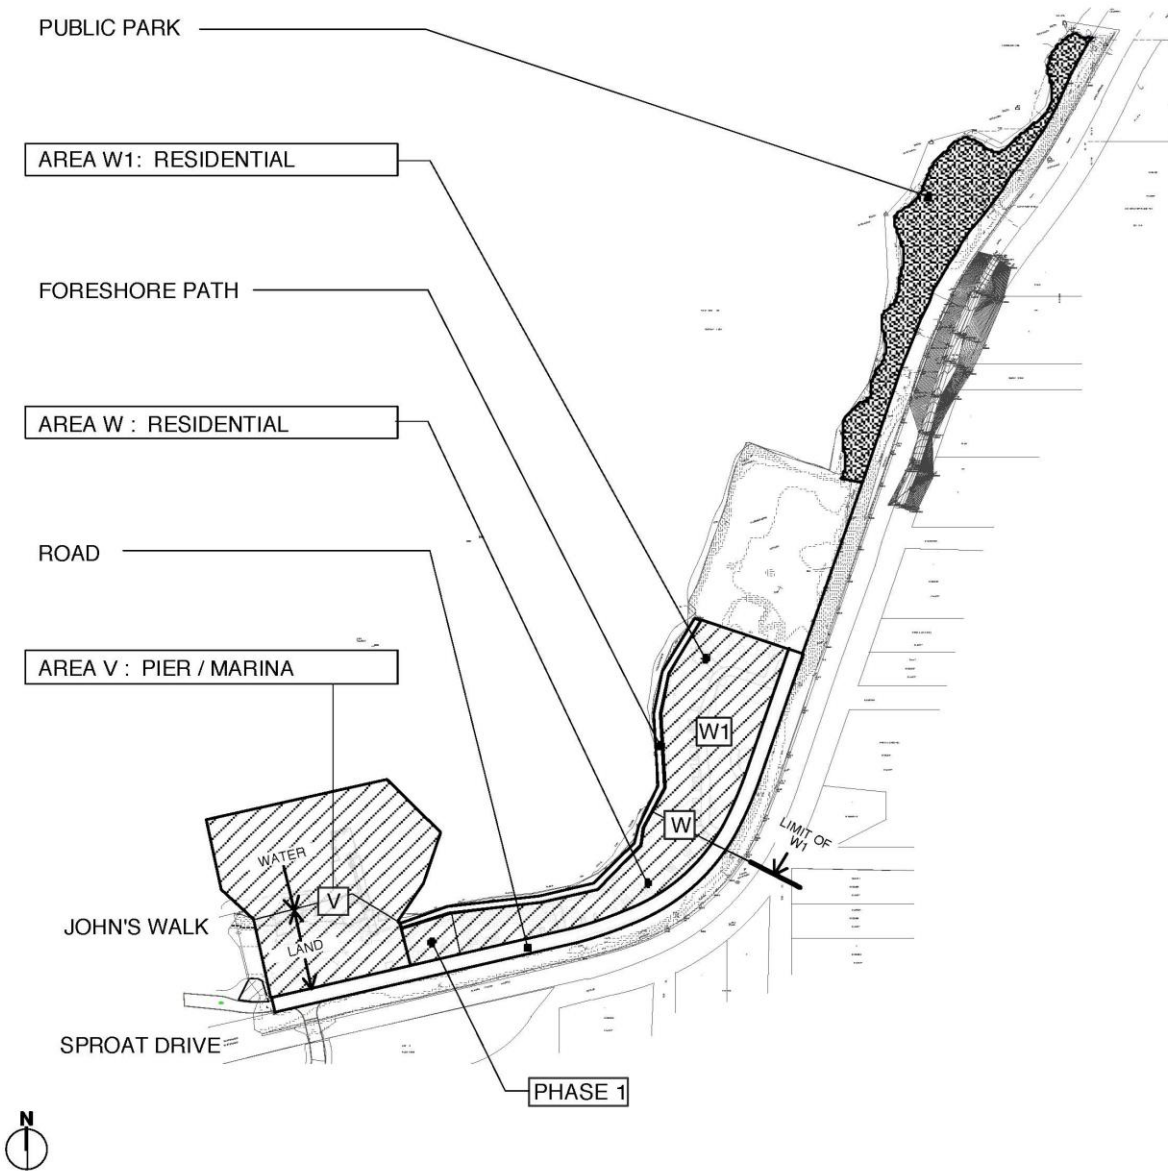 PUBLIC PARK
AREA W1: RESIDENTIAL
FORESHORE PATH
AREA W : RESIDENTIAL
ROAD
AREA V : PIER / MARINA
W1
W
LIMIT OF
W1
WATER
V
JOHN'S WALK
LAND
SPROAT DRIVE
PHASE 1
N